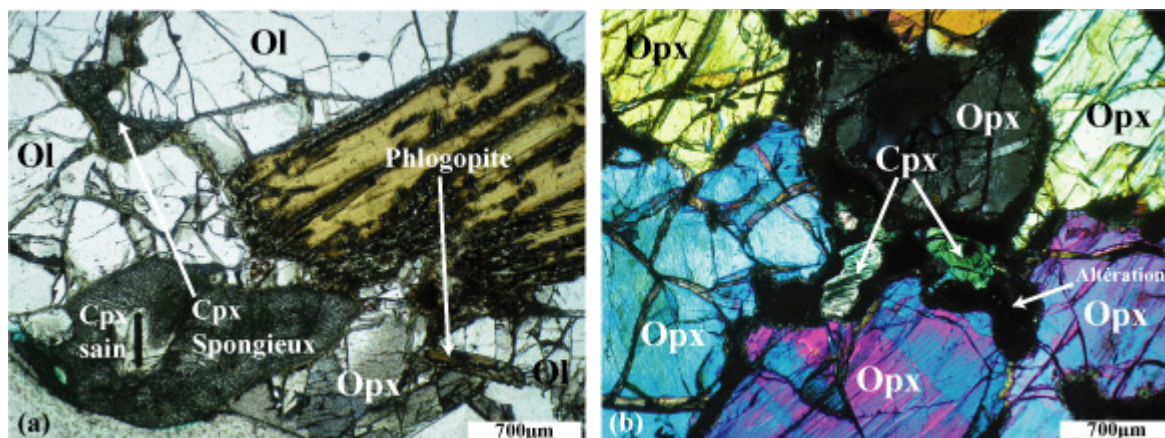 Ol
Ol
Phlogopite
Cpx
sain
Cpx
Spongieux
Opx
Ol
(a)
700µm
Opx
Opx
Opx
Cpx
Altération
Opx
Opx
Opx
(b)
700µm